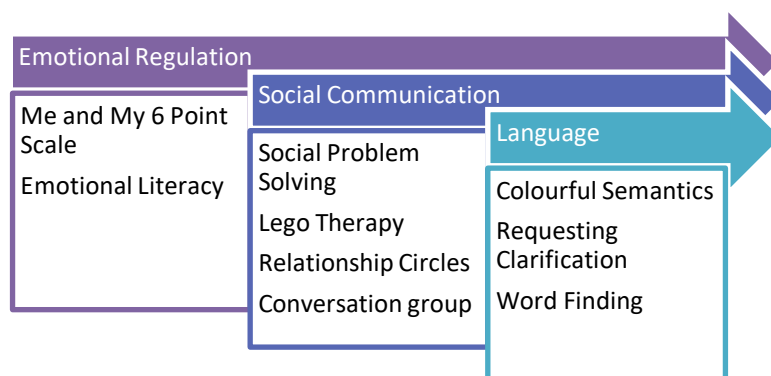 Emotional Regulation
Me and My 6 Point
Scale
Emotional Literacy
Social Communication
Social Problem
Solving
Lego Therapy
Relationship Circles
Conversation group
Language
Colourful Semantics
Requesting
Clarification
Word Finding